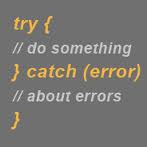 try {
// do something
} catch (error)
// about errors
}